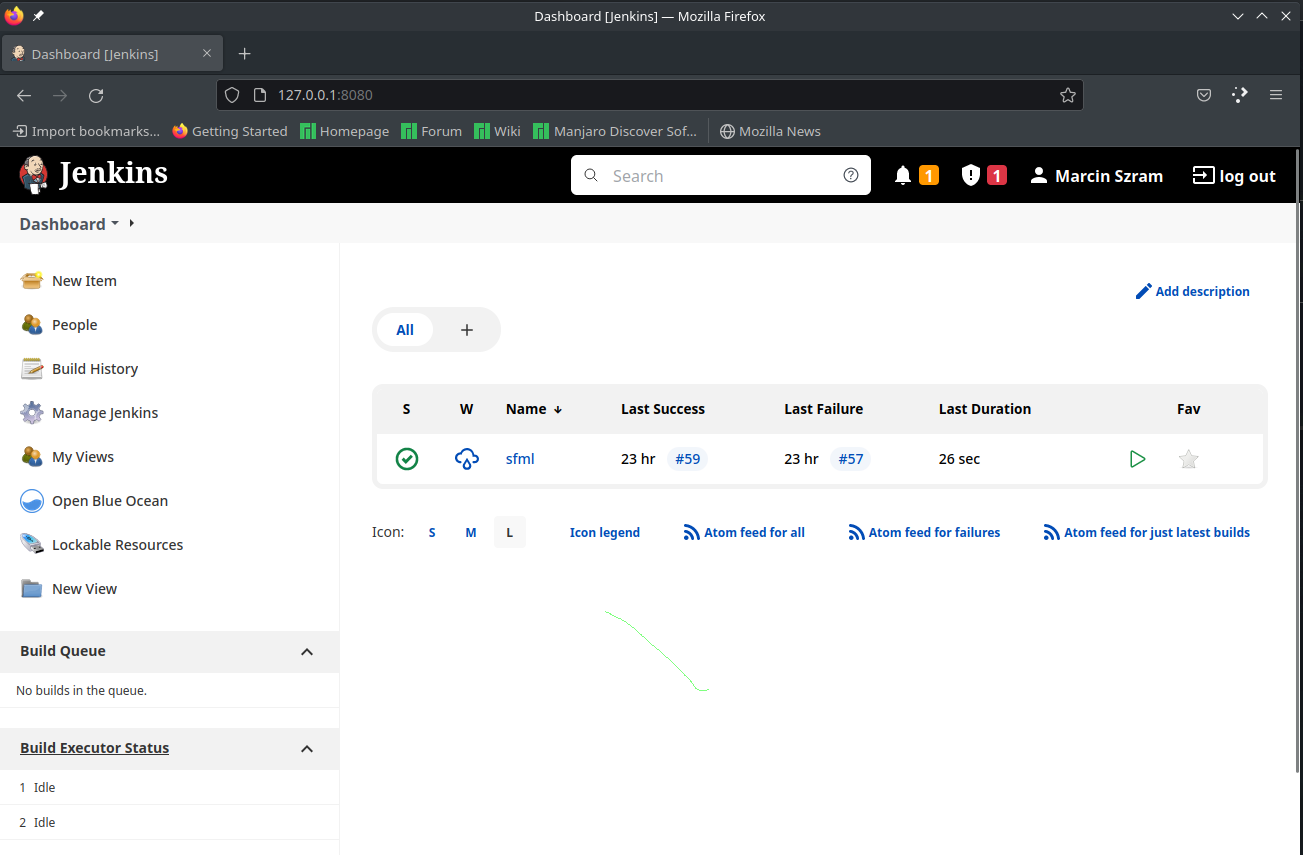 Dashboard [Jenkins] — Mozilla Firefox
Dashboard [Jenkins]
127.0.0.1:8080
Import bookmarks... Getting Started Homepage Forum Wiki Manjaro Discover Sof... Mozilla News
Jenkins Search 1 1 Marcin Szram log out
Dashboard
New Item
People
Build History
Manage Jenkins
My Views
Open Blue Ocean
Lockable Resources
New View
Build Queue
No builds in the queue.
Build Executor Status
1 Idle
2 Idle
Add description
All +
S W Name ↓ Last Success Last Failure Last Duration Fav
sfml 23 hr #59 23 hr #57 26 sec
Icon: S M L Icon legend Atom feed for all Atom feed for failures Atom feed for just latest builds